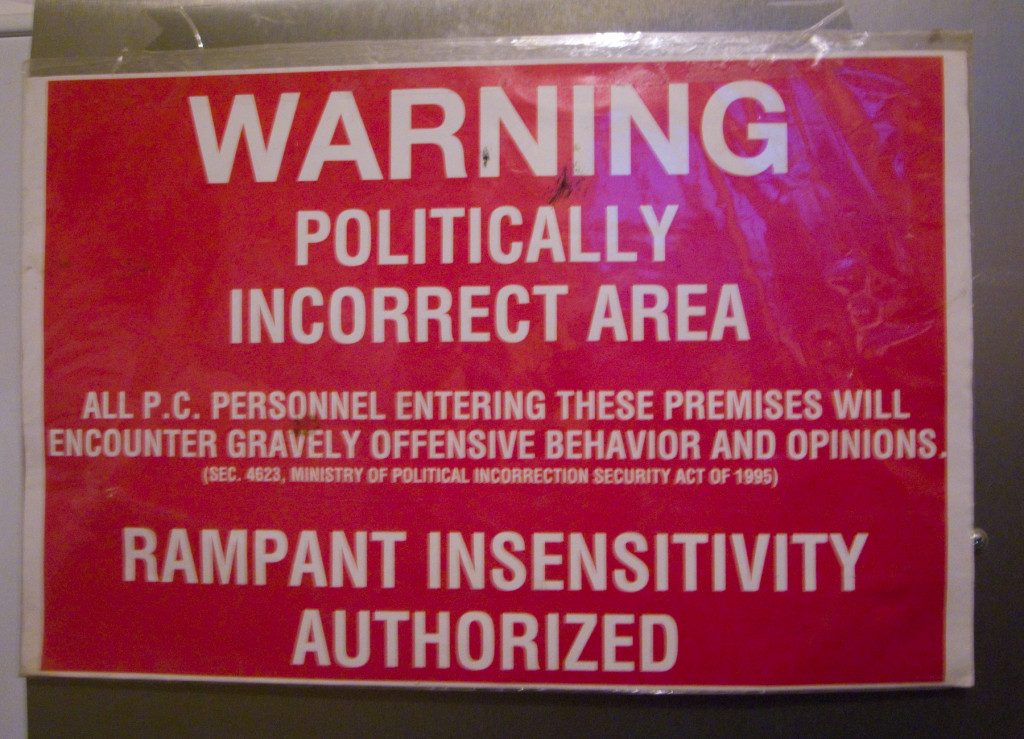 WARNING
POLITICALLY
INCORRECT AREA
ALL P.C. PERSONNEL ENTERING THESE PREMISES WILL
ENCOUNTER GRAVELY OFFENSIVE BEHAVIOR AND OPINIONS.
(SEC. 4623, MINISTRY OF POLITICAL INCORRECTION SECURITY ACT OF 1995)
RAMPANT INSENSITIVITY
AUTHORIZED